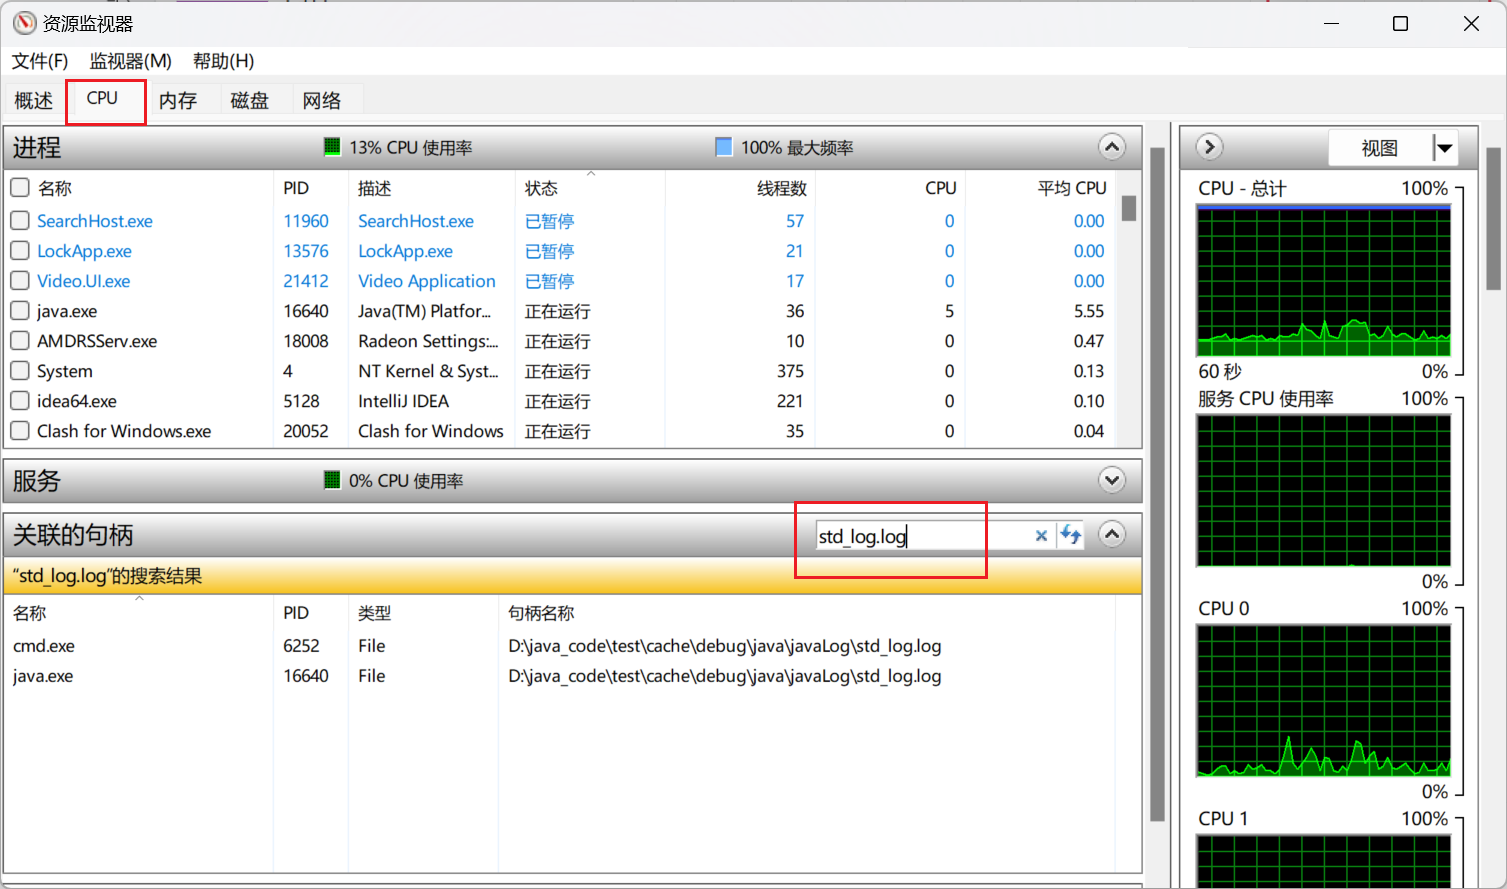 资源监视器
文件(F) 监视器(M) 帮助(H)
概述 CPU 内存 磁盘 网络
进程 13% CPU 使用率 100% 最大频率
名称 PID 描述 状态 线程数 CPU 平均 CPU
SearchHost.exe 11960 SearchHost.exe 已暂停 57 0 0.00
LockApp.exe 13576 LockApp.exe 已暂停 21 0 0.00
Video.UI.exe 21412 Video Application 已暂停 17 0 0.00
java.exe 16640 Java(TM) Platfor... 正在运行 36 5 5.55
AMDRSServ.exe 18008 Radeon Settings:... 正在运行 10 0 0.47
System 4 NT Kernel & Syst... 正在运行 375 0 0.13
idea64.exe 5128 IntelliJ IDEA 正在运行 221 0 0.10
Clash for Windows.exe 20052 Clash for Windows 正在运行 35 0 0.04
服务 0% CPU 使用率
关联的句柄 std_log.log
“std_log.log”的搜索结果
名称 PID 类型 句柄名称
cmd.exe 6252 File D:\java_code\test\cache\debug\java\javaLog\std_log.log
java.exe 16640 File D:\java_code\test\cache\debug\java\javaLog\std_log.log
视图
CPU - 总计 100%
60 秒 0%
服务 CPU 使用率 100%
0%
CPU 0 100%
0%
CPU 1 100%